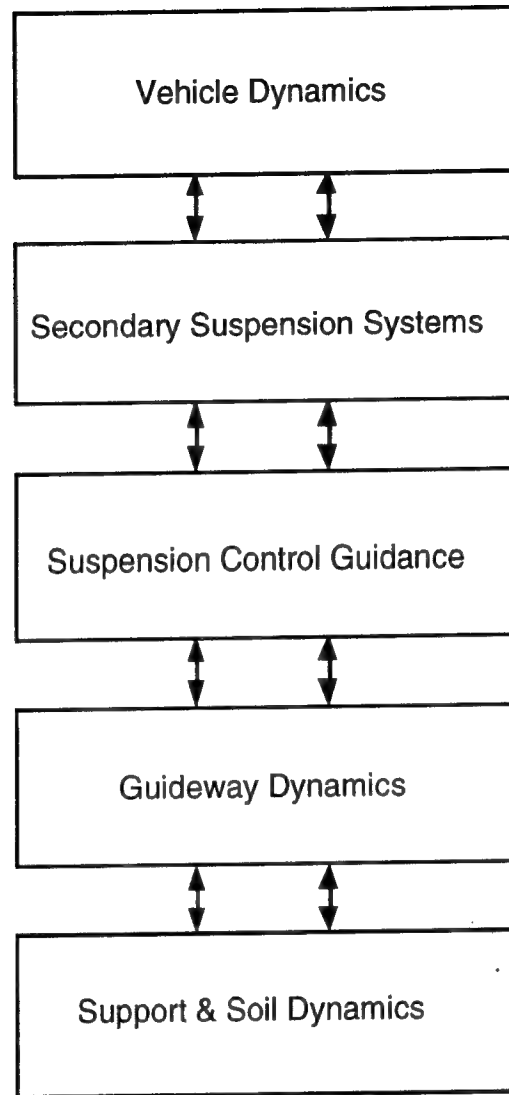 Vehicle Dynamics
Secondary Suspension Systems
Suspension Control Guidance
Guideway Dynamics
Support & Soil Dynamics